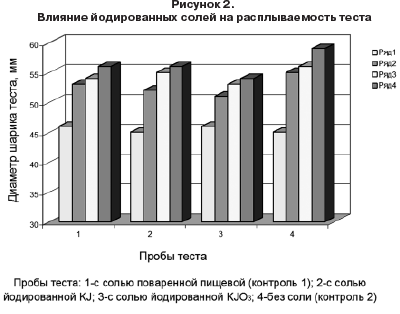 Рисунок 2.
Влияние йодированных солей на расплываемость теста
Диаметр шарика теста, мм
60
55
50
45
40
35
30
1 2 3 4
Пробы теста
Ряд1
Ряд2
Ряд3
Ряд4
Пробы теста: 1-с солью поваренной пищевой (контроль 1); 2-с солью
йодированной KJ; 3-с солью йодированной KJO₃; 4-без соли (контроль 2)